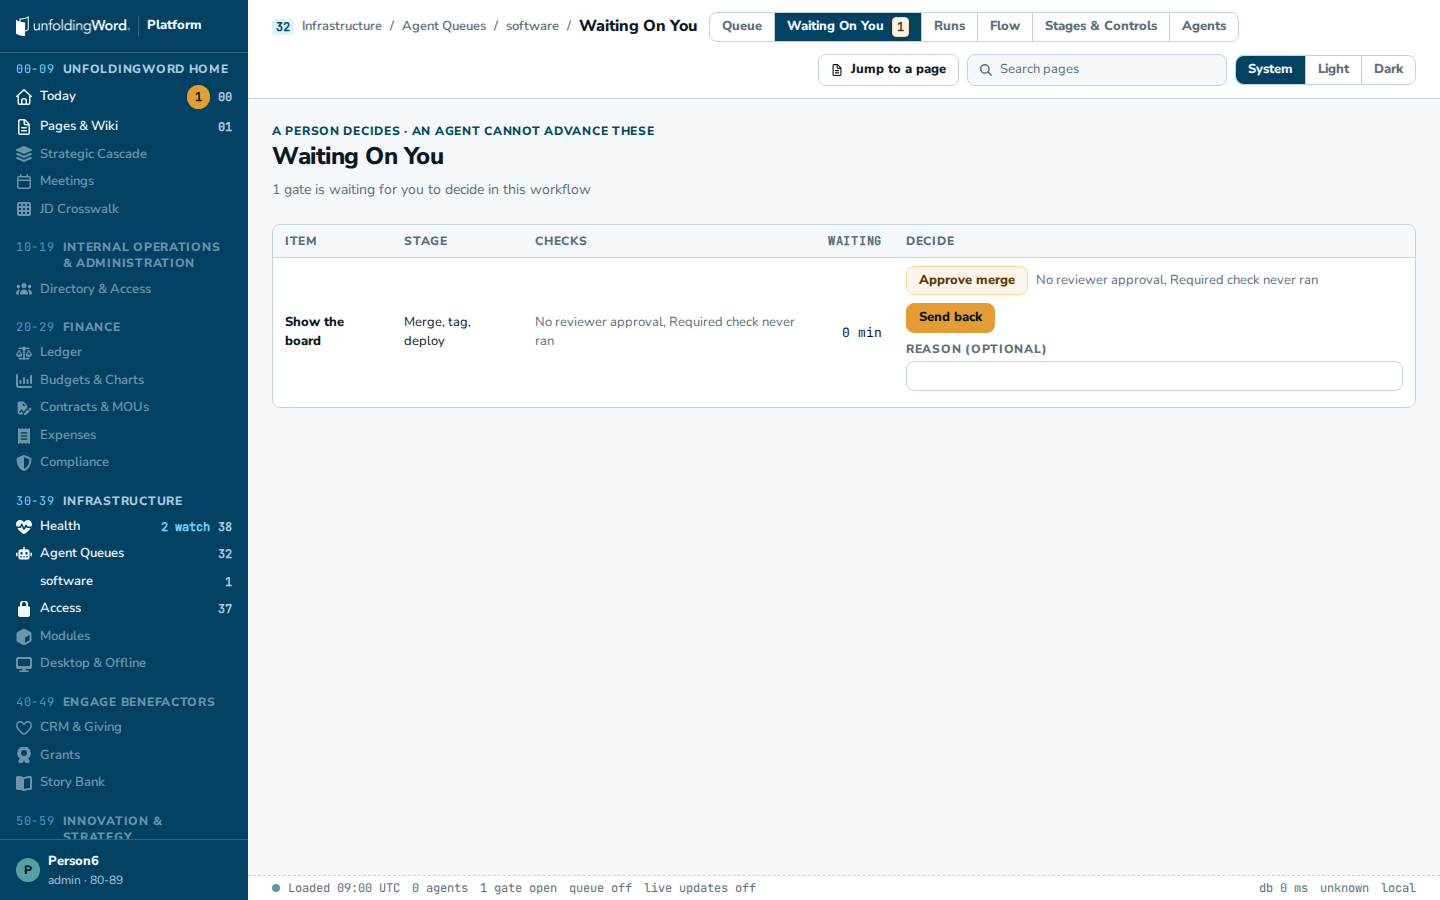 unfoldingWord Platform
00-09 UNFOLDINGWORD HOME
Today 1 00
Pages & Wiki 01
Strategic Cascade
Meetings
JD Crosswalk
10-19 INTERNAL OPERATIONS
& ADMINISTRATION
Directory & Access
20-29 FINANCE
Ledger
Budgets & Charts
Contracts & MOUs
Expenses
Compliance
30-39 INFRASTRUCTURE
Health 2 watch 38
Agent Queues 32
software 1
Access 37
Modules
Desktop & Offline
40-49 ENGAGE BENEFACTORS
CRM & Giving
Grants
Story Bank
50-59 INNOVATION &
STRATEGY
P Person6
admin · 80-89
32 Infrastructure / Agent Queues / software / Waiting On You
Queue Waiting On You 1 Runs Flow Stages & Controls Agents
Jump to a page Search pages System Light Dark
A PERSON DECIDES · AN AGENT CANNOT ADVANCE THESE
Waiting On You
1 gate is waiting for you to decide in this workflow
ITEM STAGE CHECKS WAITING DECIDE
Show the
board
Merge, tag,
deploy
No reviewer approval, Required check never
ran
0 min
Approve merge No reviewer approval, Required check never ran
Send back
REASON (OPTIONAL)
Loaded 09:00 UTC 0 agents 1 gate open queue off live updates off
db 0 ms unknown local